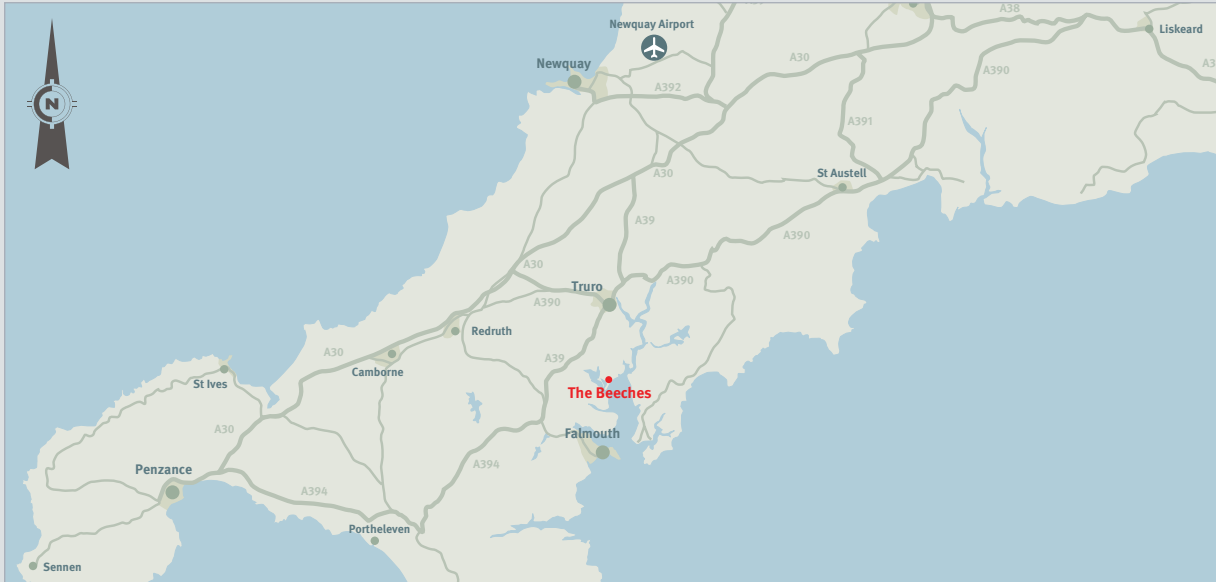 Newquay Airport
A38
Liskeard
Newquay
A30
A390
A392
A391
A30
St Austell
A39
A390
A30
A390
Truro
A390
Redruth
A30
A39
Camborne
St Ives
The Beeches
A30
Falmouth
A394
Penzance
A394
Portheleven
Sennen
N